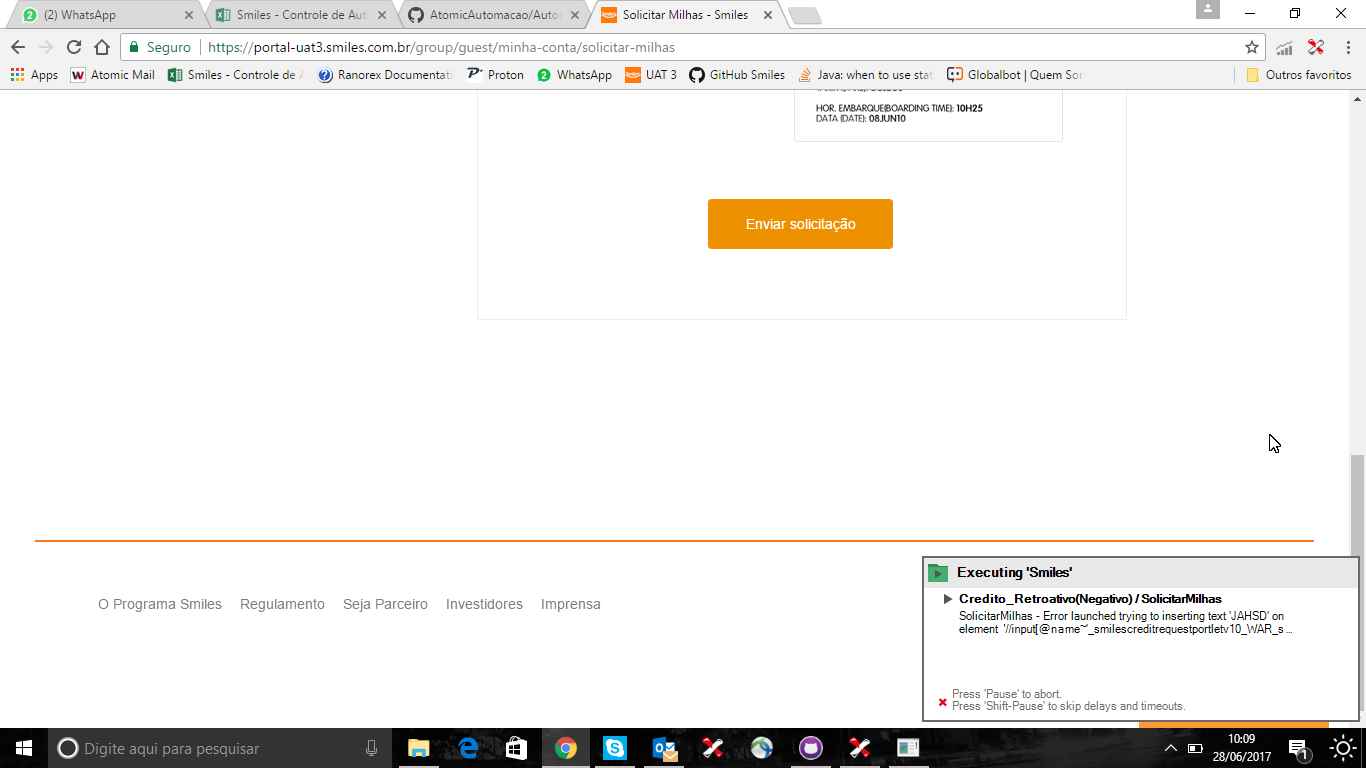 (2) WhatsApp
Smiles - Controle de Aut
AtomicAutomacao/Auto
Solicitar Milhas - Smiles
Seguro
https://portal-uat3.smiles.com.br/group/guest/minha-conta/solicitar-milhas
Apps
Atomic Mail
Smiles - Controle de A
Ranorex Documentati
Proton
WhatsApp
UAT 3
GitHub Smiles
Java: when to use stat
Globalbot | Quem Sor
Outros favoritos
HOR. EMBARQUE(BOARDING TIME): 10H25
DATA (DATE): 08JUN10
Enviar solicitação
O Programa Smiles
Regulamento
Seja Parceiro
Investidores
Imprensa
Executing 'Smiles'
Credito_Retroativo(Negativo) / SolicitarMilhas
SolicitarMilhas - Error launched trying to inserting text 'JAHSD' on
element '//input[@name~'_smilescreditrequestportletv10_WAR_s ...
Press 'Pause' to abort.
Press 'Shift-Pause' to skip delays and timeouts.
Digite aqui para pesquisar
10:09
28/06/2017
1